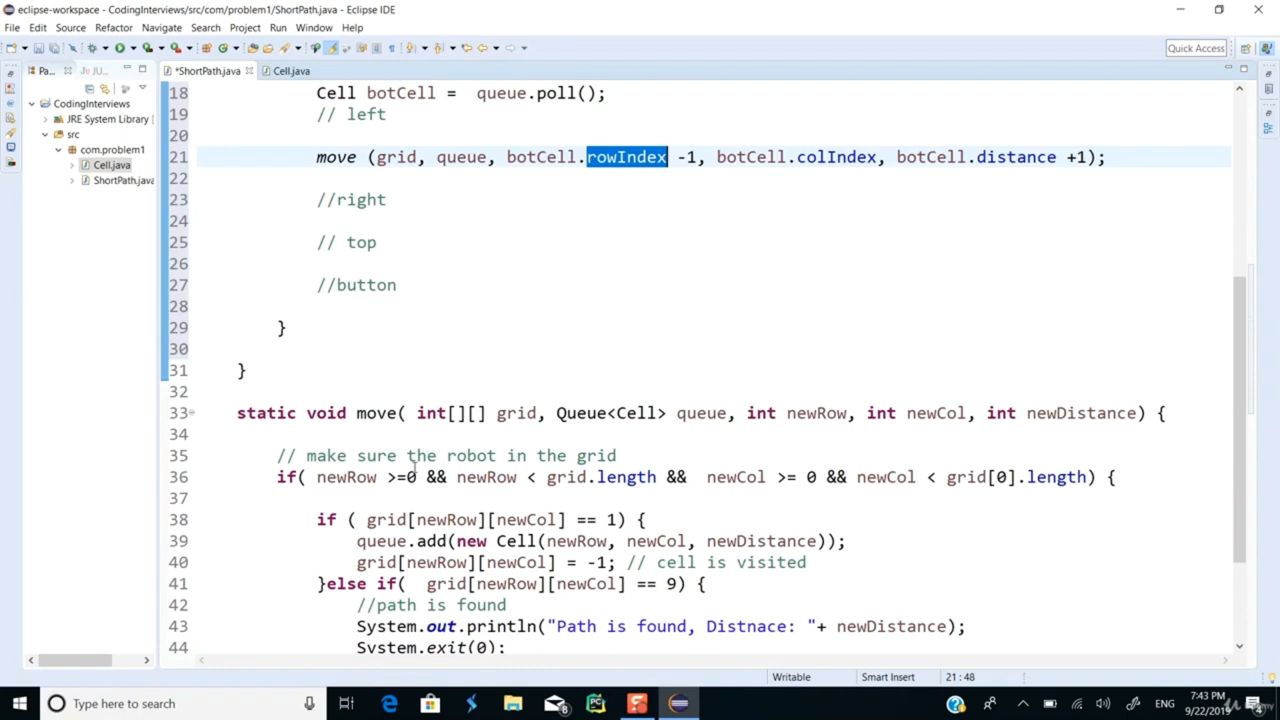 eclipse-workspace - CodingInterviews/src/com/problem1/ShortPath.java - Eclipse IDE
File Edit Source Refactor Navigate Search Project Run Window Help
Quick Access
Pa... JU...
*ShortPath.java Cell.java
CodingInterviews
JRE System Library
src
com.problem1
Cell.java
ShortPath.java
18 Cell botCell = queue.poll();
19 // left
20
21 move (grid, queue, botCell.rowIndex -1, botCell.colIndex, botCell.distance +1);
22
23 //right
24
25 // top
26
27 //button
28
29 }
30
31 }
32
33 static void move( int[][] grid, Queue<Cell> queue, int newRow, int newCol, int newDistance) {
34
35 // make sure the robot in the grid
36 if( newRow >=0 && newRow < grid.length && newCol >= 0 && newCol < grid[0].length) {
37
38 if ( grid[newRow][newCol] == 1) {
39 queue.add(new Cell(newRow, newCol, newDistance));
40 grid[newRow][newCol] = -1; // cell is visited
41 }else if( grid[newRow][newCol] == 9) {
42 //path is found
43 System.out.println("Path is found, Distnace: "+ newDistance);
44 System.exit(0);
Writable Smart Insert 21 : 48
Type here to search
ENG
7:43 PM
9/22/2019